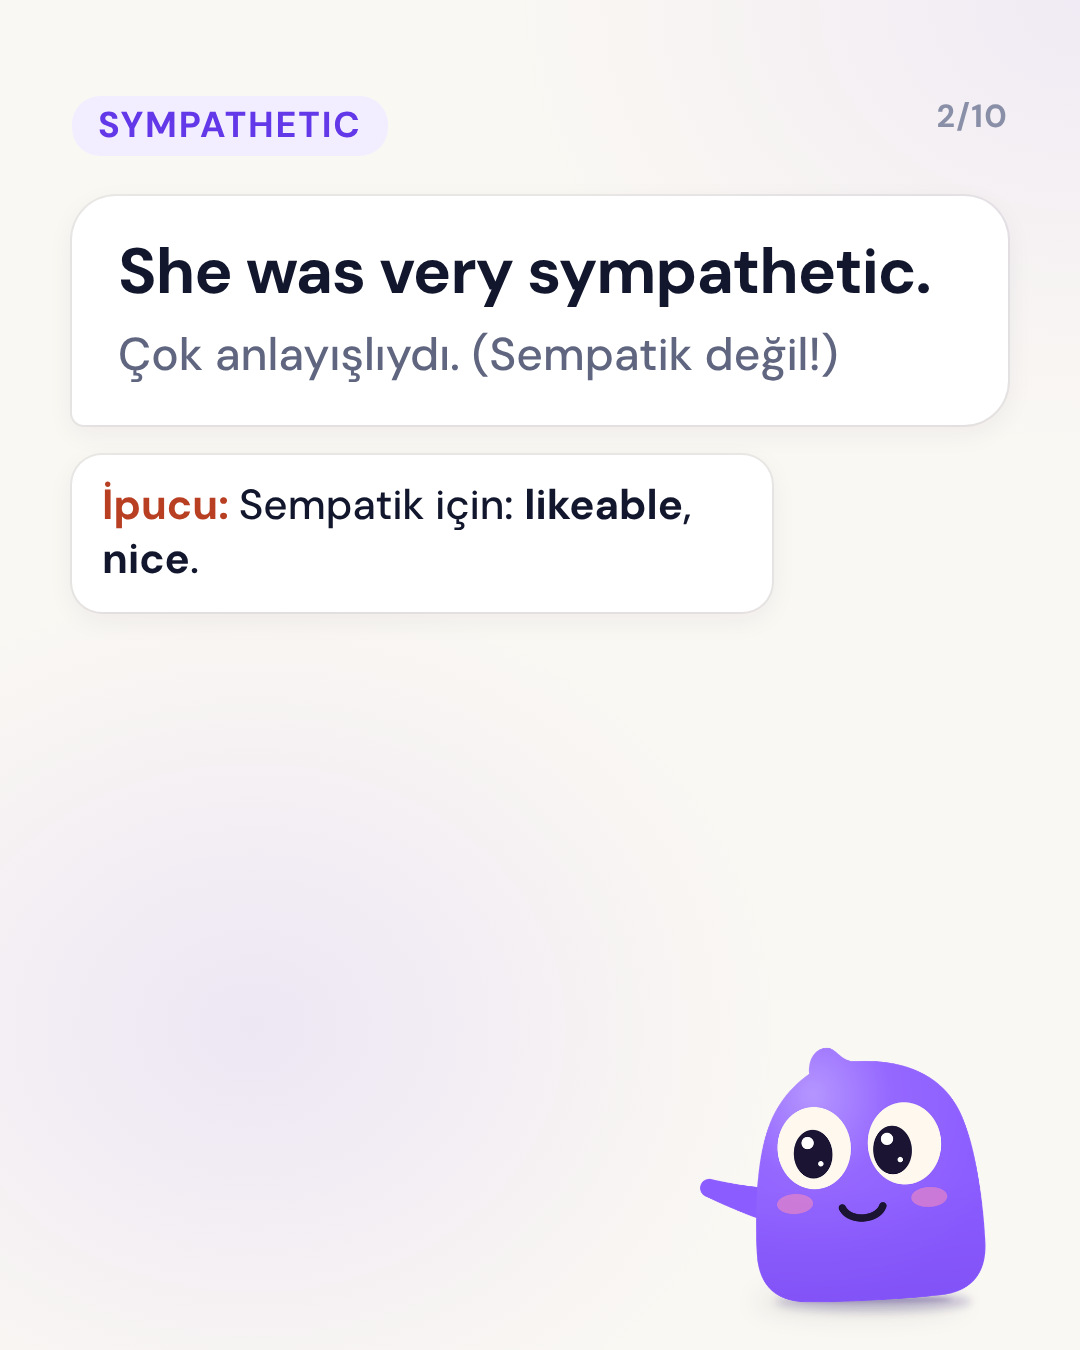 SYMPATHETIC
2/10
She was very sympathetic.
Çok anlayışlıydı. (Sempatik değil!)
İpucu: Sempatik için: likeable,
nice.